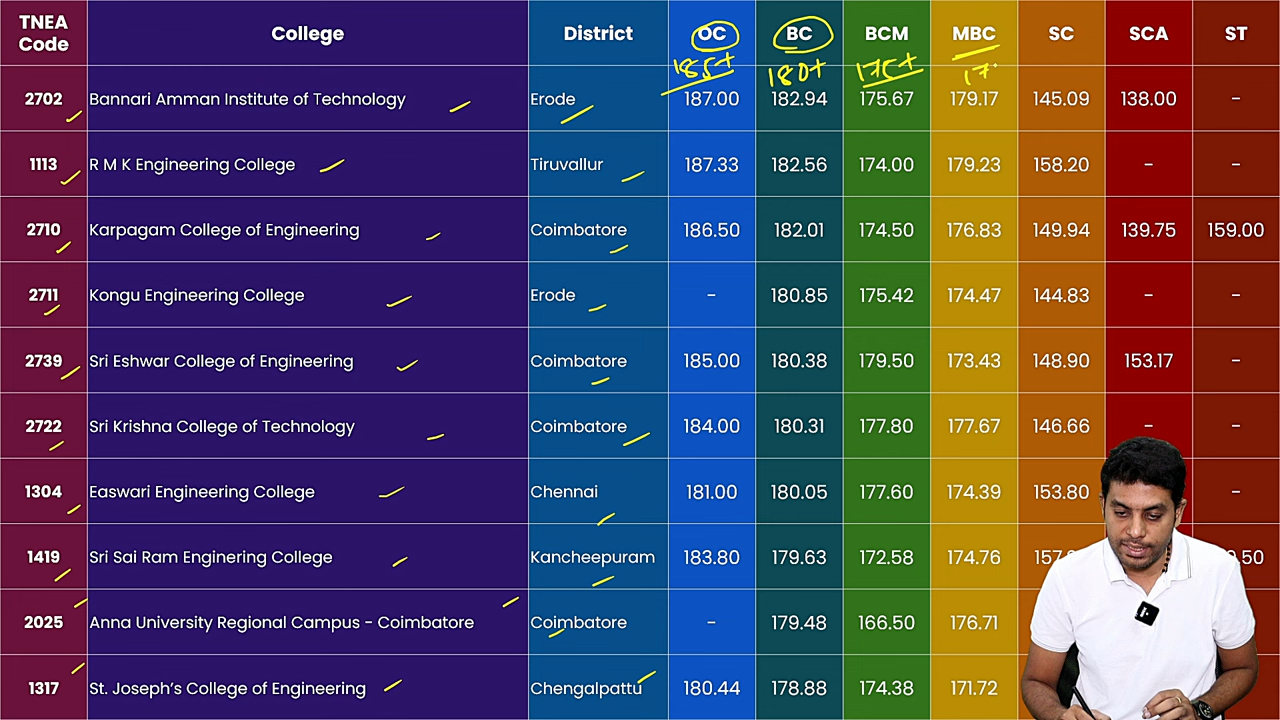 TNEA Code College District OC BC BCM MBC SC SCA ST
185+ 180+ 175+ 17
2702 Bannari Amman Institute of Technology Erode 187.00 182.94 175.67 179.17 145.09 138.00 -
1113 R M K Engineering College Tiruvallur 187.33 182.56 174.00 179.23 158.20 - -
2710 Karpagam College of Engineering Coimbatore 186.50 182.01 174.50 176.83 149.94 139.75 159.00
2711 Kongu Engineering College Erode - 180.85 175.42 174.47 144.83 - -
2739 Sri Eshwar College of Engineering Coimbatore 185.00 180.38 179.50 173.43 148.90 153.17 -
2722 Sri Krishna College of Technology Coimbatore 184.00 180.31 177.80 177.67 146.66 - -
1304 Easwari Engineering College Chennai 181.00 180.05 177.60 174.39 153.80 -
1419 Sri Sai Ram Enginering College Kancheepuram 183.80 179.63 172.58 174.76
2025 Anna University Regional Campus - Coimbatore Coimbatore - 179.48 166.50 176.71
1317 St. Joseph's College of Engineering Chengalpattu 180.44 178.88 174.38 171.72